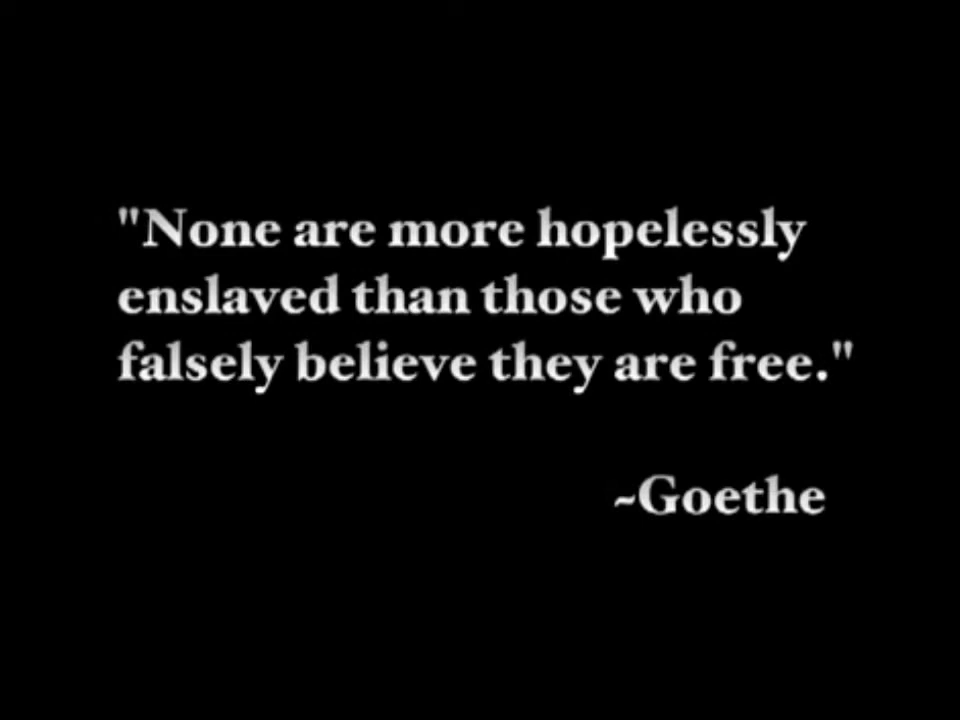 "None are more hopelessly
enslaved than those who
falsely believe they are free."
~Goethe